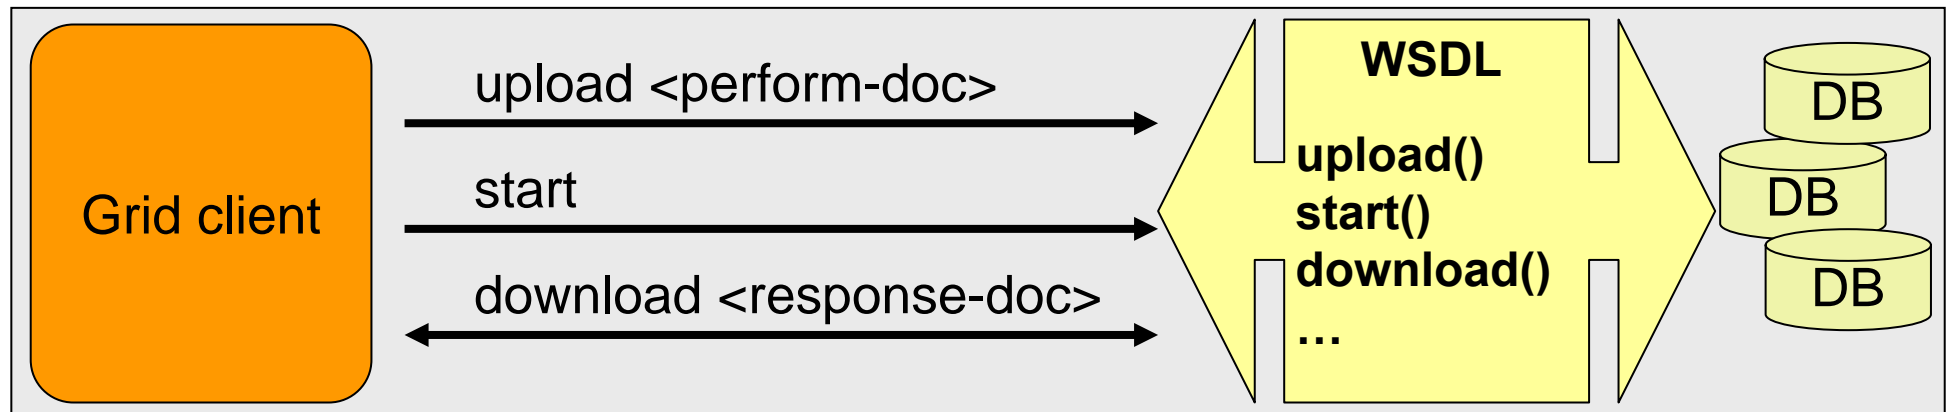 Grid client
upload <perform-doc>
start
download <response-doc>
WSDL
upload()
start()
download()
…
DB
DB
DB